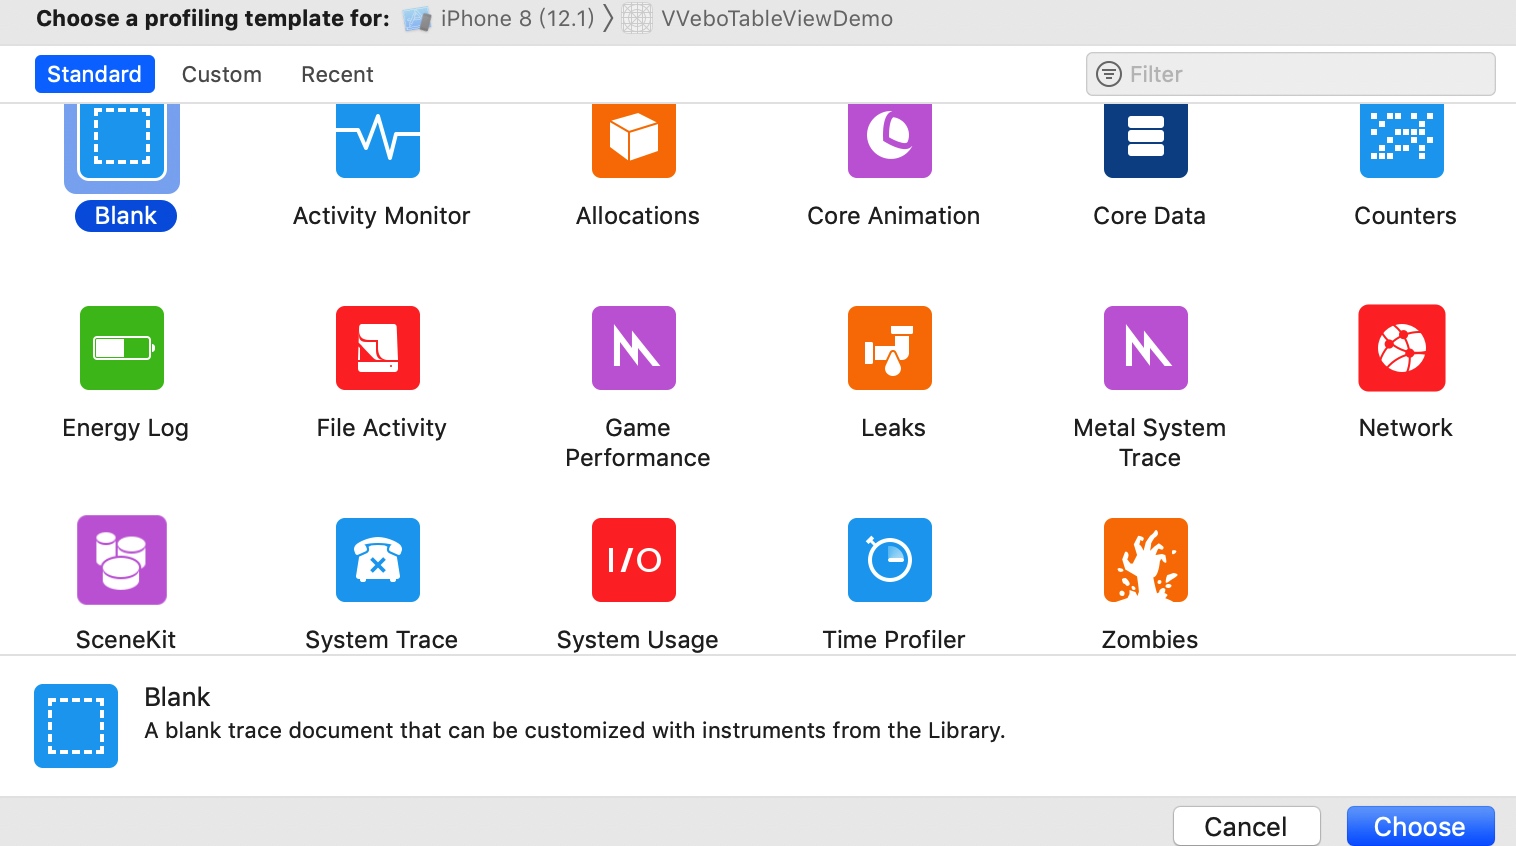 Choose a profiling template for: iPhone 8 (12.1) VVeboTableViewDemo
Standard Custom Recent Filter
Blank Activity Monitor Allocations Core Animation Core Data Counters
Energy Log File Activity Game Performance Leaks Metal System Trace Network
I/O
SceneKit System Trace System Usage Time Profiler Zombies
Blank
A blank trace document that can be customized with instruments from the Library.
Cancel Choose